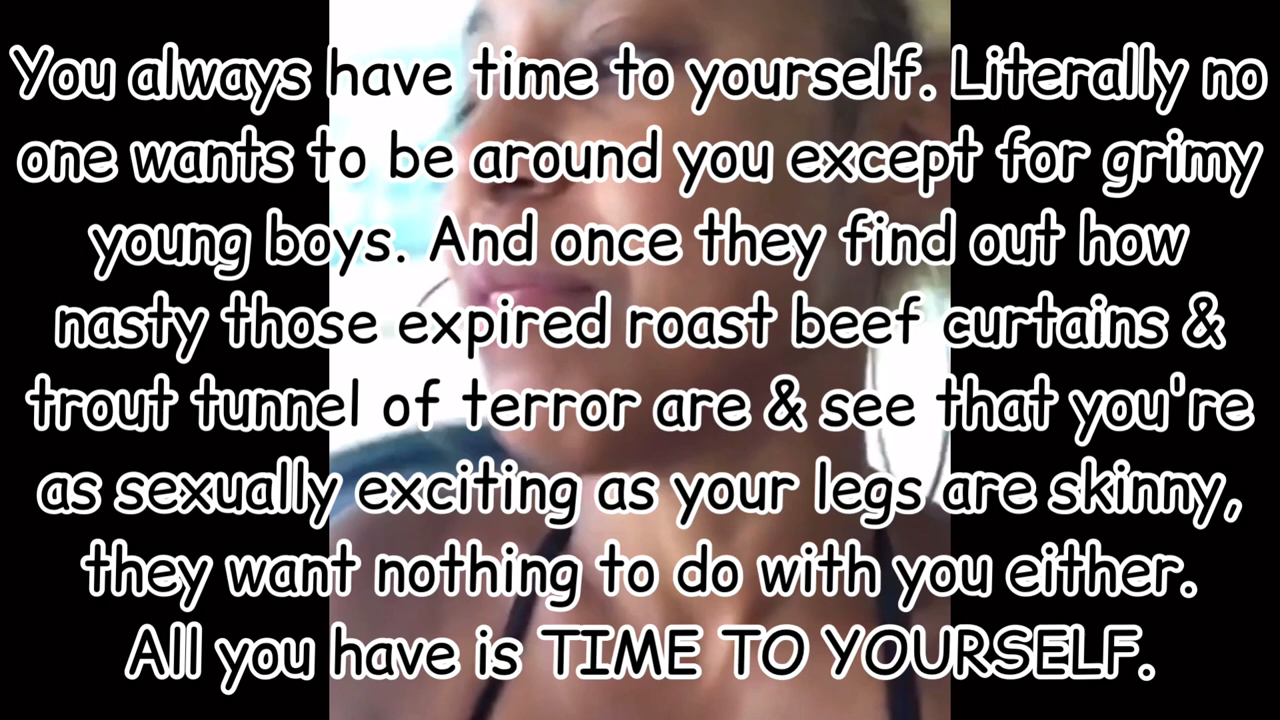 You always have time to yourself. Literally no
one wants to be around you except for grimy
young boys. And once they find out how
nasty those expired roast beef curtains &
trout tunnel of terror are & see that you're
as sexually exciting as your legs are skinny,
they want nothing to do with you either.
All you have is TIME TO YOURSELF.